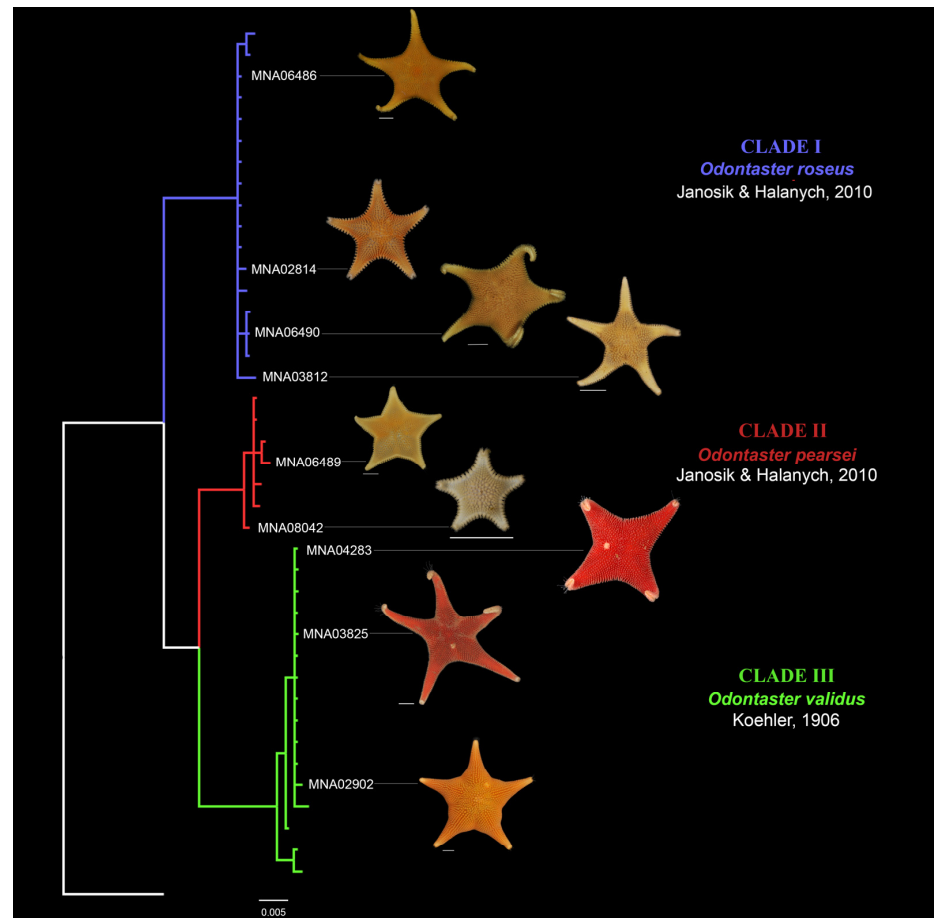 MNA06486
CLADE I
Odontaster roseus
Janosik & Halanych, 2010
MNA02814
MNA06490
MNA03812
CLADE II
Odontaster pearsei
Janosik & Halanych, 2010
MNA06489
MNA08042
MNA04283
MNA03825
CLADE III
Odontaster validus
Koehler, 1906
MNA02902
0.005